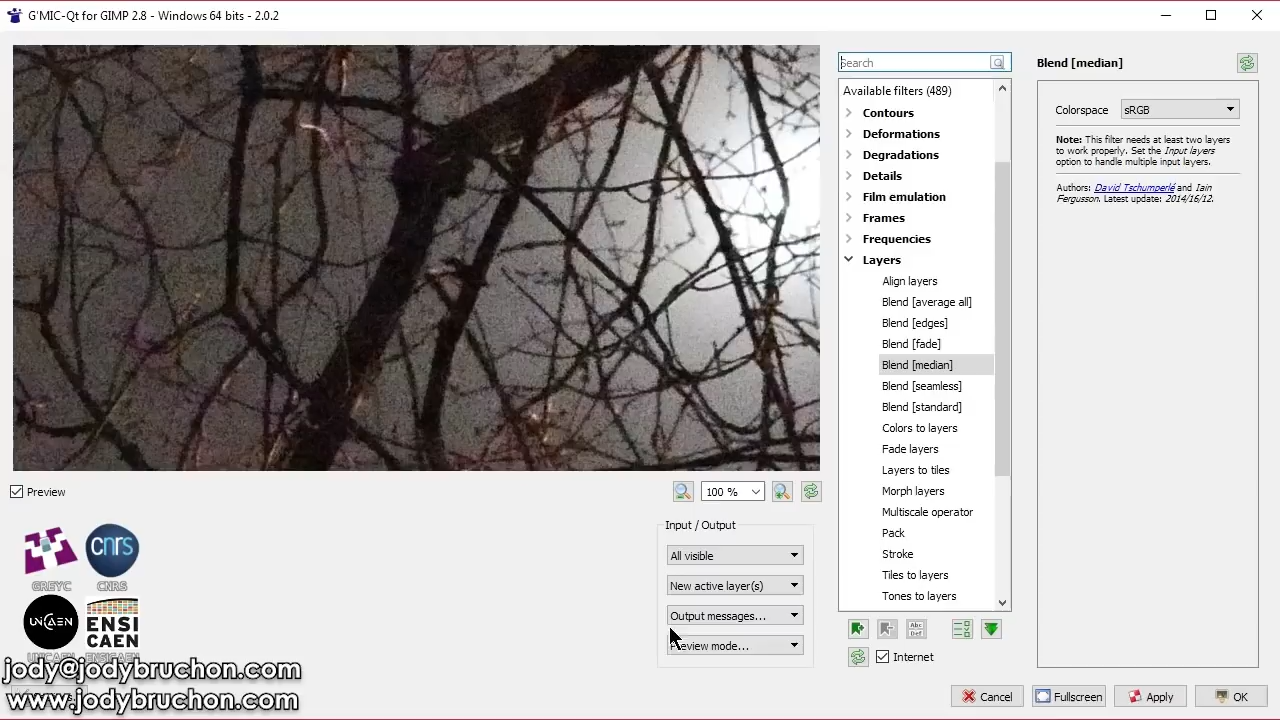 G'MIC-Qt for GIMP 2.8 - Windows 64 bits - 2.0.2
Search
Available filters (489)
Contours
Deformations
Degradations
Details
Film emulation
Frames
Frequencies
Layers
Align layers
Blend [average all]
Blend [edges]
Blend [fade]
Blend [median]
Blend [seamless]
Blend [standard]
Colors to layers
Fade layers
Layers to tiles
Morph layers
Multiscale operator
Pack
Stroke
Tiles to layers
Tones to layers
Abc
Def
Internet
Blend [median]
Colorspace sRGB
Note: This filter needs at least two layers
to work properly. Set the Input layers
option to handle multiple input layers.
Authors: David Tschumperlé and Iain
Fergusson. Latest update: 2014/16/12.
Preview
100 %
Input / Output
All visible
New active layer(s)
Output messages...
Preview mode...
GREYC
cnrs
CNRS
UNICAEN
ENSI
CAEN
jody@jodybruchon.com
www.jodybruchon.com
Cancel
Fullscreen
Apply
OK